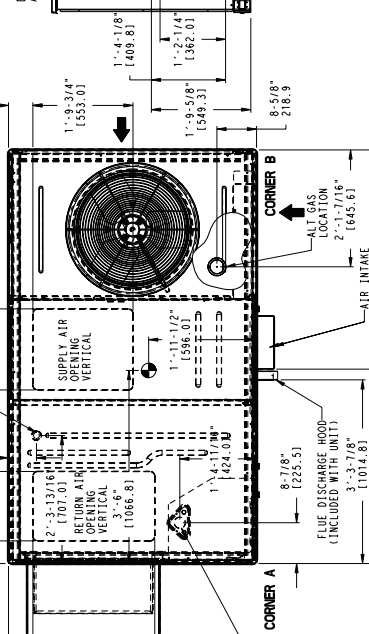 1'-4-1/8"
[409.8]
1'-2-1/4"
[362.0]
1'-9-3/4"
[553.0]
1'-9-5/8"
[549.3]
8-5/8"
218.9
CORNER B
ALT GAS
LOCATION
2'-1-7/16"
[645.6]
AIR INTAKE
SUPPLY AIR
OPENING
VERTICAL
1'-11-1/2"
[596.0]
2'-3-13/16
[707.0]
RETURN AIR
OPENING
VERTICAL
3'-6"
[1066.8]
1'-4-11/16"
[424.0]
8-7/8"
[225.5]
FLUE DISCHARGE HOOD
(INCLUDED WITH UNIT)
3'-3-7/8"
[1014.8]
CORNER A